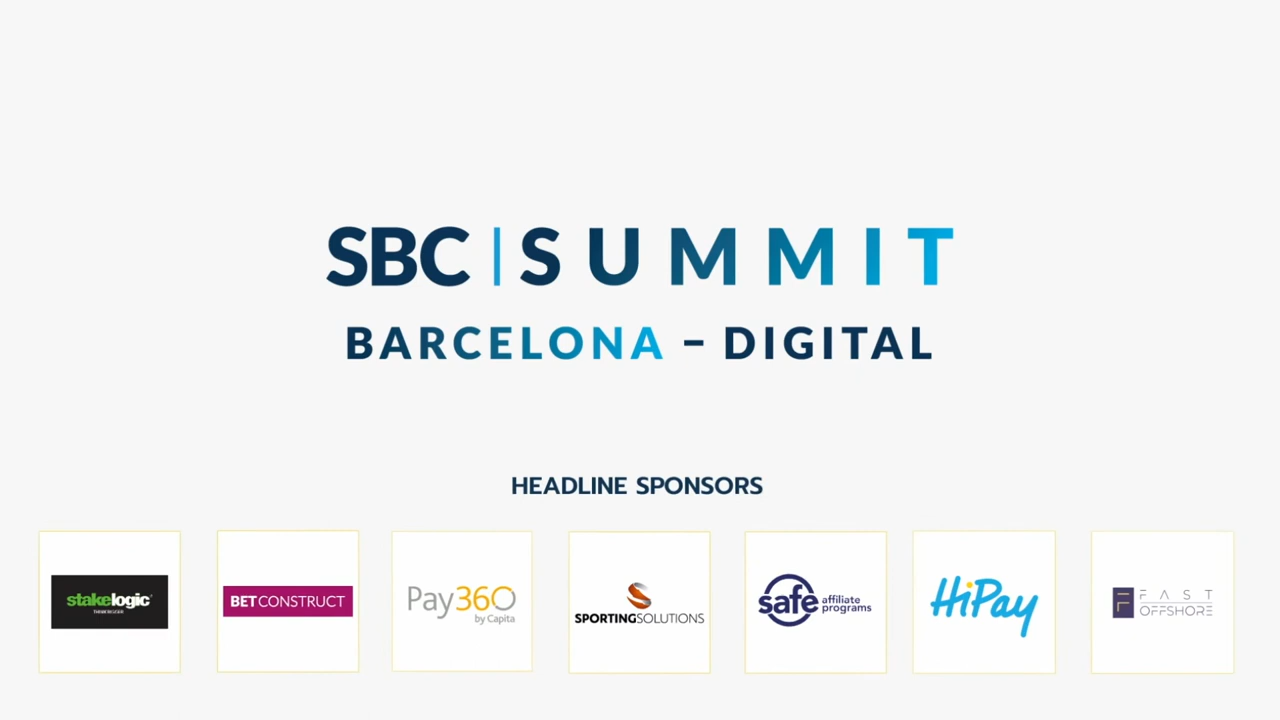 SBC | SUMMIT
BARCELONA – DIGITAL
HEADLINE SPONSORS
stakelogic
BETCONSTRUCT
Pay360
by Capita
SPORTINGSOLUTIONS
safe affiliate programs
HiPay
FAST
OFFSHORE